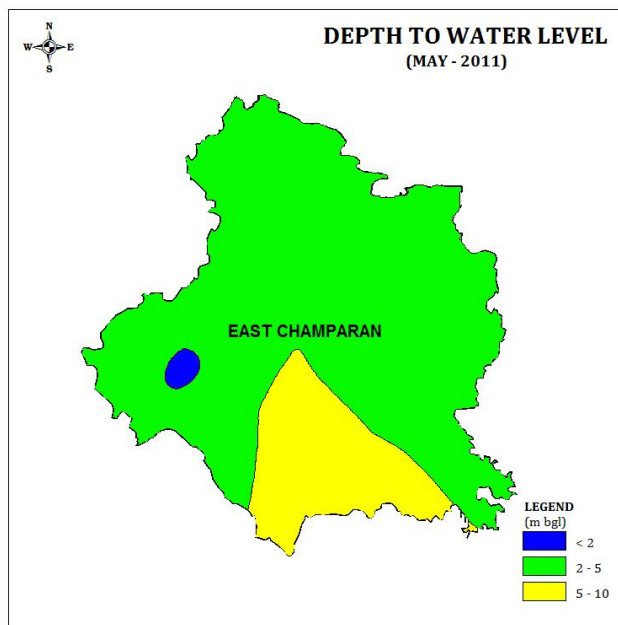 N
W E
S
DEPTH TO WATER LEVEL
(MAY - 2011)
EAST CHAMPARAN
LEGEND
(m bgl)
< 2
2 - 5
5 - 10